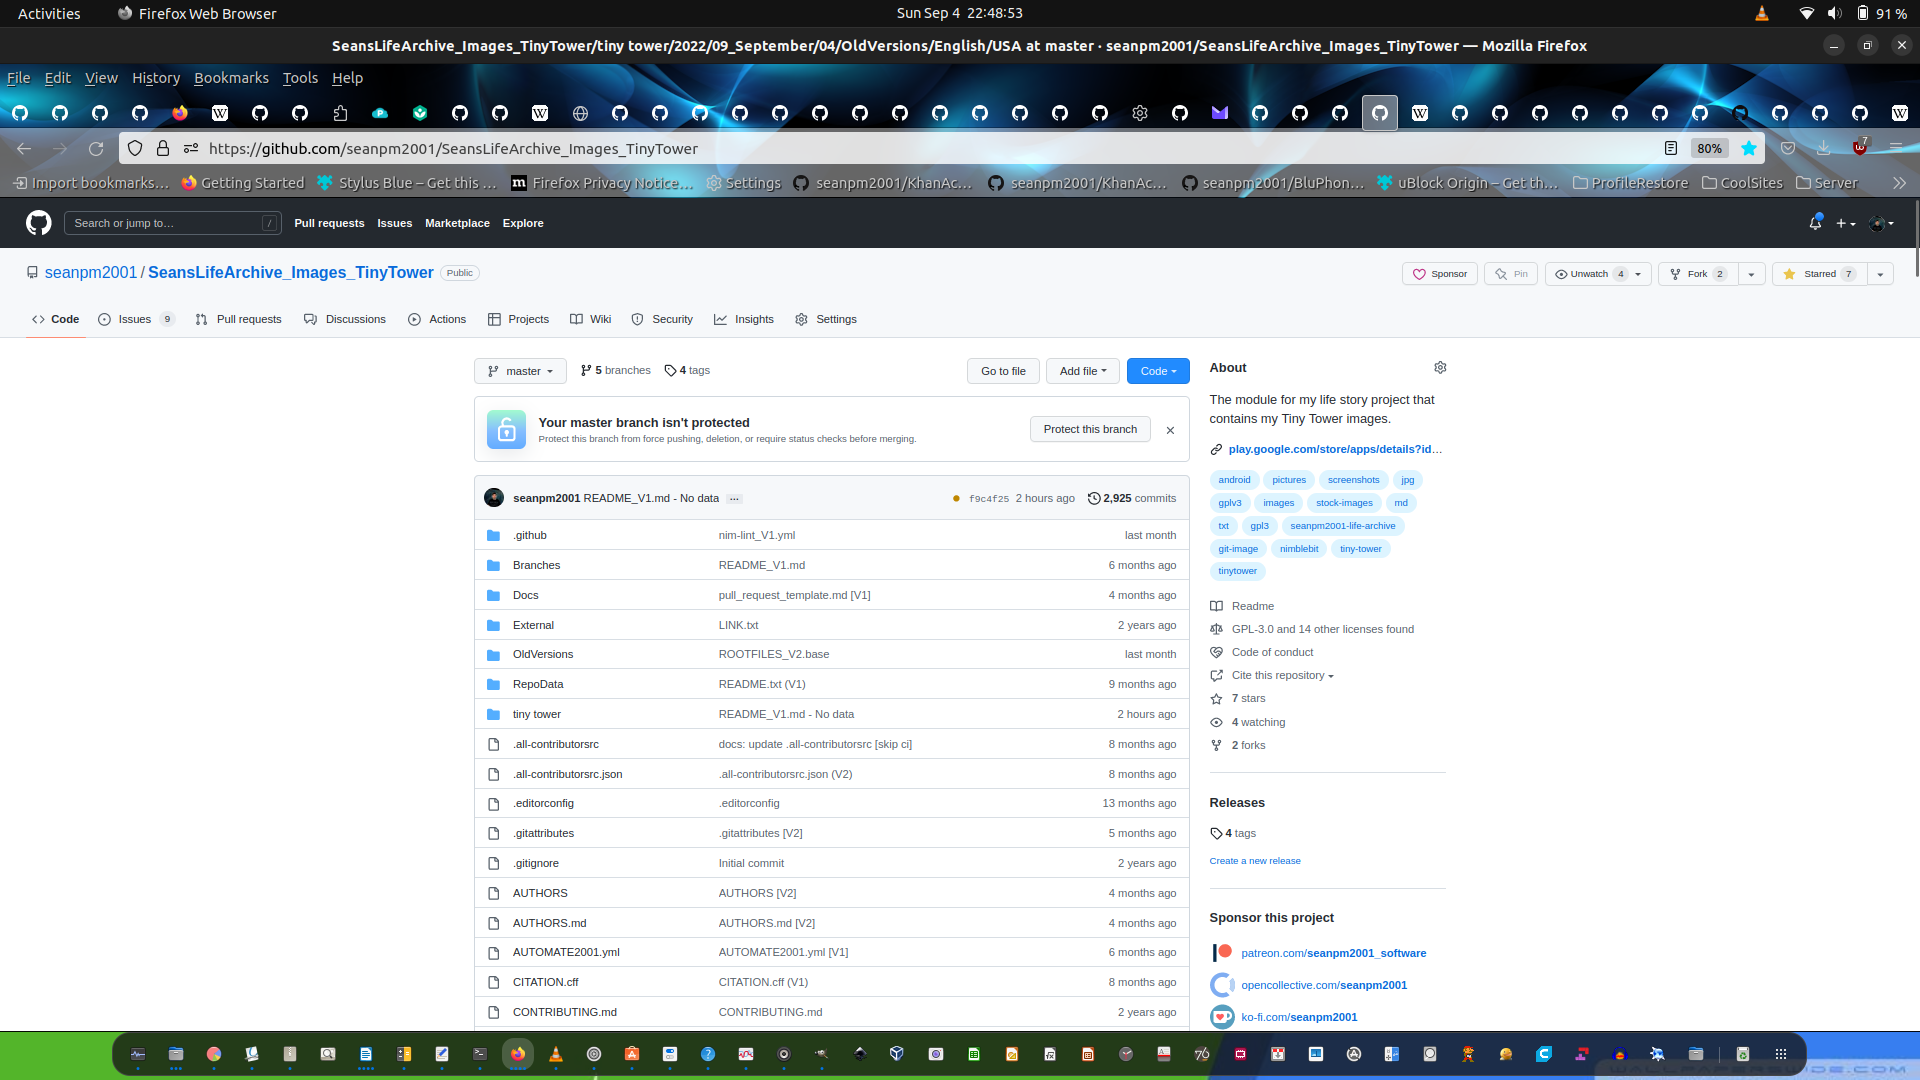 Activities
Firefox Web Browser
Sun Sep 4 22:48:53
91 %
SeansLifeArchive_Images_TinyTower/tiny tower/2022/09_September/04/OldVersions/English/USA at master · seanpm2001/SeansLifeArchive_Images_TinyTower — Mozilla Firefox
File Edit View History Bookmarks Tools Help
https://github.com/seanpm2001/SeansLifeArchive_Images_TinyTower
80%
7
Import bookmarks… Getting Started Stylus Blue – Get this … Firefox Privacy Notice… Settings seanpm2001/KhanAc… seanpm2001/KhanAc… seanpm2001/BluPhon… uBlock Origin – Get th… ProfileRestore CoolSites Server
Search or jump to… /
Pull requests Issues Marketplace Explore
seanpm2001 / SeansLifeArchive_Images_TinyTower Public
Sponsor Pin Unwatch 4 Fork 2 Starred 7
Code Issues 9 Pull requests Discussions Actions Projects Wiki Security Insights Settings
master 5 branches 4 tags Go to file Add file Code
Your master branch isn't protected
Protect this branch from force pushing, deletion, or require status checks before merging.
Protect this branch
seanpm2001 README_V1.md - No data … f9c4f25 2 hours ago 2,925 commits
.github nim-lint_V1.yml last month
Branches README_V1.md 6 months ago
Docs pull_request_template.md [V1] 4 months ago
External LINK.txt 2 years ago
OldVersions ROOTFILES_V2.base last month
RepoData README.txt (V1) 9 months ago
tiny tower README_V1.md - No data 2 hours ago
.all-contributorsrc docs: update .all-contributorsrc [skip ci] 8 months ago
.all-contributorsrc.json .all-contributorsrc.json (V2) 8 months ago
.editorconfig .editorconfig 13 months ago
.gitattributes .gitattributes [V2] 5 months ago
.gitignore Initial commit 2 years ago
AUTHORS AUTHORS [V2] 4 months ago
AUTHORS.md AUTHORS.md [V2] 4 months ago
AUTOMATE2001.yml AUTOMATE2001.yml [V1] 6 months ago
CITATION.cff CITATION.cff (V1) 8 months ago
CONTRIBUTING.md CONTRIBUTING.md 2 years ago
About
The module for my life story project that
contains my Tiny Tower images.
play.google.com/store/apps/details?id…
android pictures screenshots jpg
gplv3 images stock-images md
txt gpl3 seanpm2001-life-archive
git-image nimblebit tiny-tower
tinytower
Readme
GPL-3.0 and 14 other licenses found
Code of conduct
Cite this repository
7 stars
4 watching
2 forks
Releases
4 tags
Create a new release
Sponsor this project
patreon.com/seanpm2001_software
opencollective.com/seanpm2001
ko-fi.com/seanpm2001